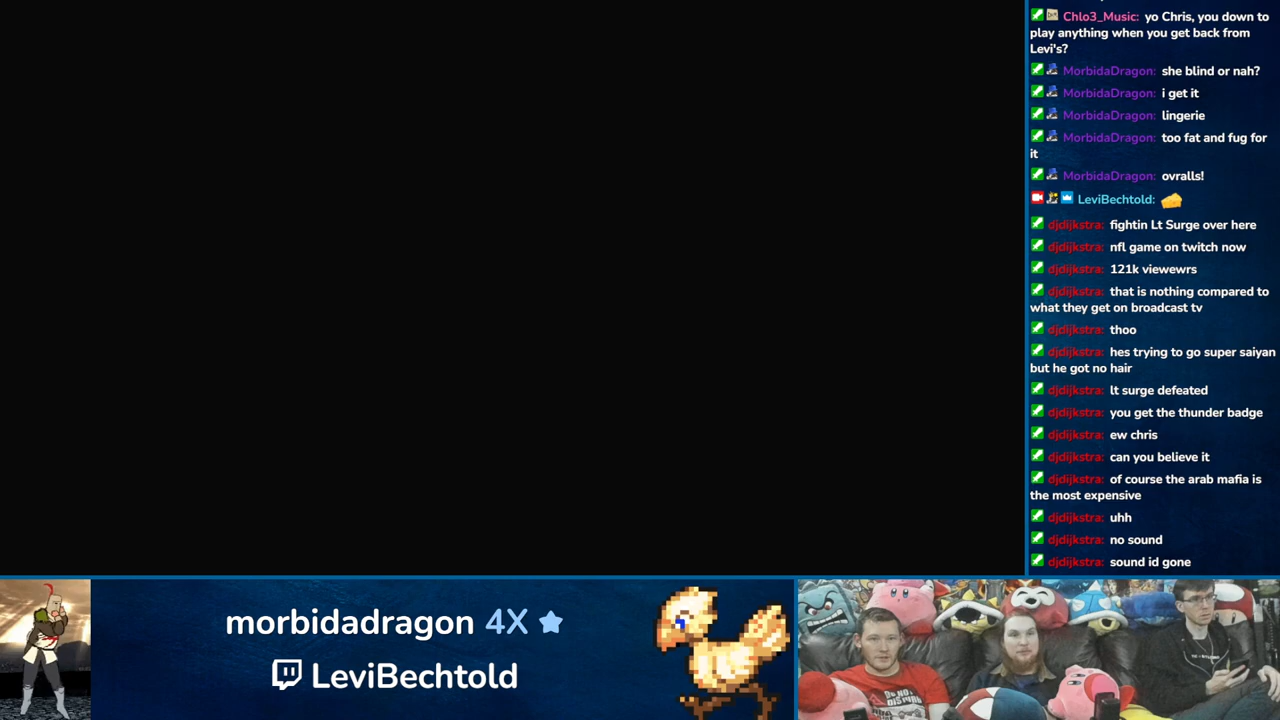 Chlo3_Music: yo Chris, you down to
play anything when you get back from
Levi's?
MorbidaDragon: she blind or nah?
MorbidaDragon: i get it
MorbidaDragon: lingerie
MorbidaDragon: too fat and fug for
it
MorbidaDragon: ovralls!
LeviBechtold:
djdijkstra: fightin Lt Surge over here
djdijkstra: nfl game on twitch now
djdijkstra: 121k viewewrs
djdijkstra: that is nothing compared to
what they get on broadcast tv
djdijkstra: thoo
djdijkstra: hes trying to go super saiyan
but he got no hair
djdijkstra: lt surge defeated
djdijkstra: you get the thunder badge
djdijkstra: ew chris
djdijkstra: can you believe it
djdijkstra: of course the arab mafia is
the most expensive
djdijkstra: uhh
djdijkstra: no sound
djdijkstra: sound id gone
morbidadragon 4X
LeviBechtold